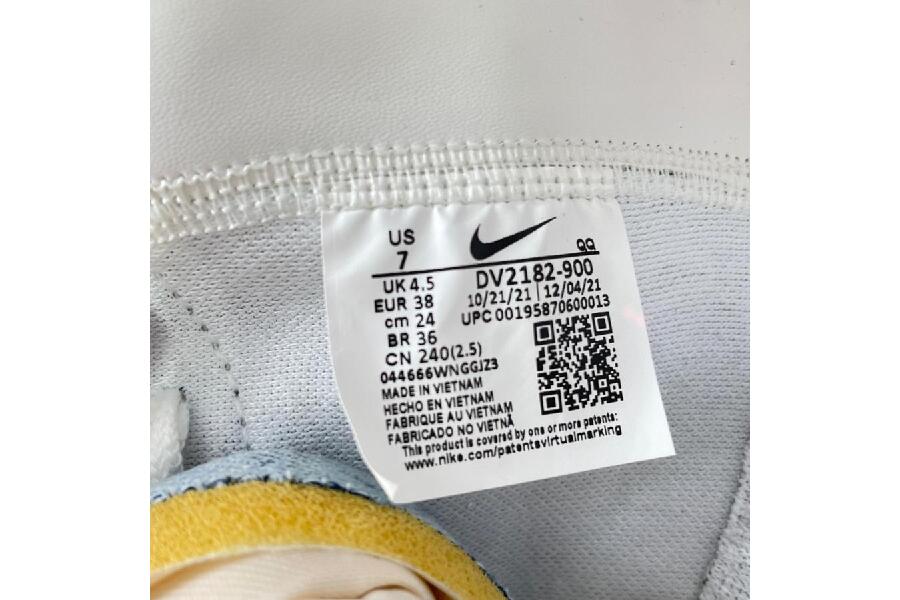 US
7
QQ
UK 4.5
DV2182-900
EUR 38
10/21/21 | 12/04/21
cm 24
UPC 00195870600013
BR 36
CN 240(2.5)
044666WNGGJZ3
MADE IN VIETNAM
HECHO EN VIETNAM
FABRIQUE AU VIETNAM
FABRICADO NO VIETNÃ
This product is covered by one or more patents:
www.nike.com/patentsvirtualmarking